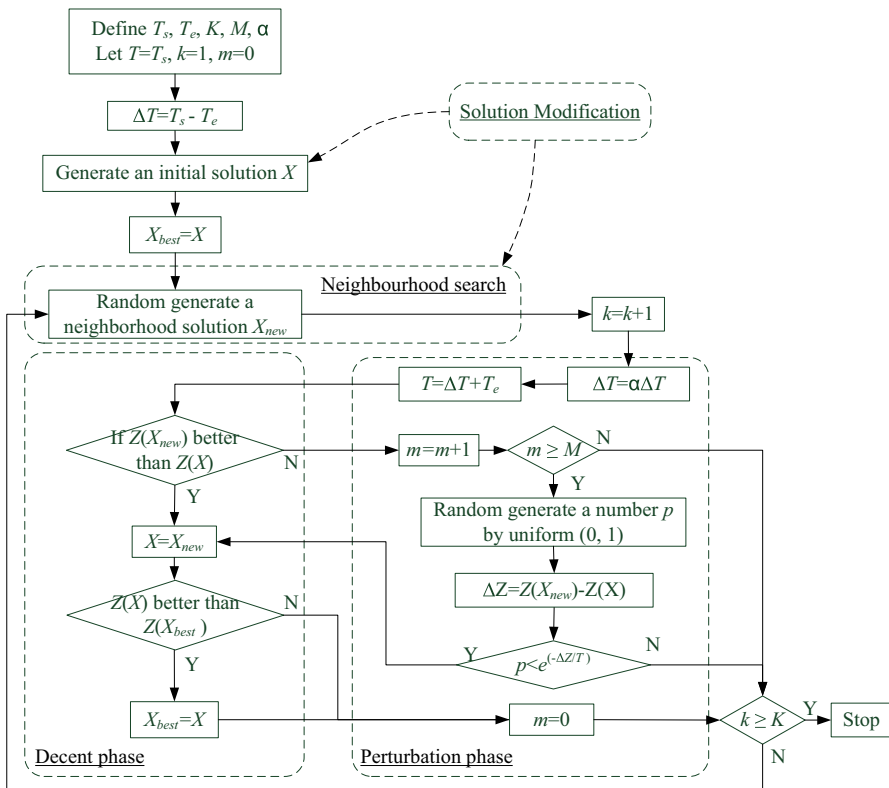 Define Ts, Te, K, M, α
Let T=Ts, k=1, m=0
ΔT=Ts - Te
Solution Modification
Generate an initial solution X
Xbest=X
Neighbourhood search
Random generate a
neighborhood solution Xnew
k=k+1
T=ΔT+Te
ΔT=αΔT
If Z(Xnew) better
than Z(X)
N
m=m+1
m ≥ M
N
Y
Y
Random generate a number p
by uniform (0, 1)
X=Xnew
ΔZ=Z(Xnew)-Z(X)
Z(X) better than
Z(Xbest )
N
Y
p<e(-ΔZ/T)
N
Y
Xbest=X
m=0
k ≥ K
Y
Stop
N
Decent phase
Perturbation phase